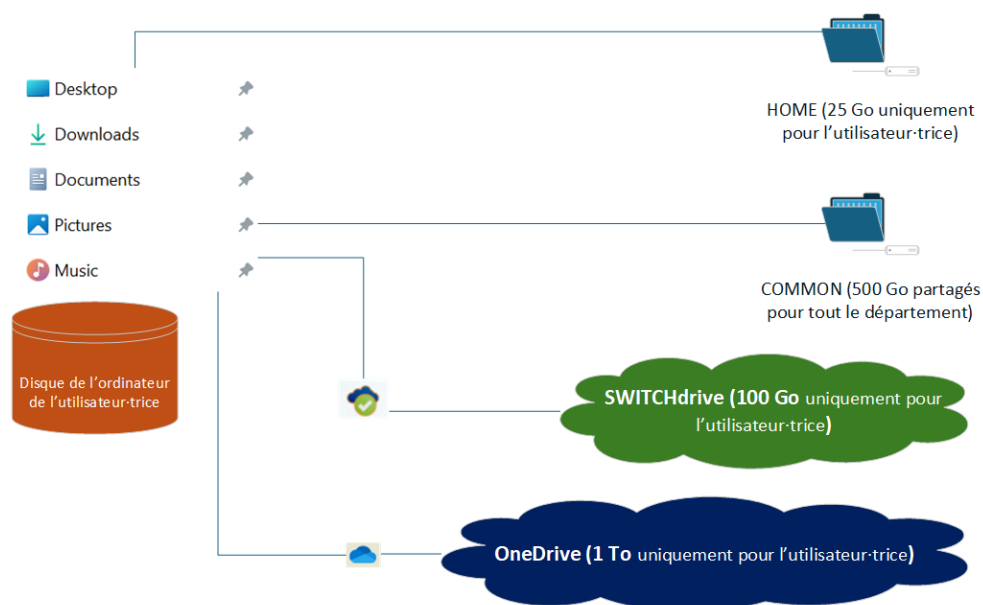 Desktop
Downloads
Documents
Pictures
Music
Disque de l’ordinateur
de l’utilisateur·trice
HOME (25 Go uniquement
pour l’utilisateur·trice)
COMMON (500 Go partagés
pour tout le département)
SWITCHdrive (100 Go uniquement pour
l’utilisateur·trice)
OneDrive (1 To uniquement pour l’utilisateur·trice)